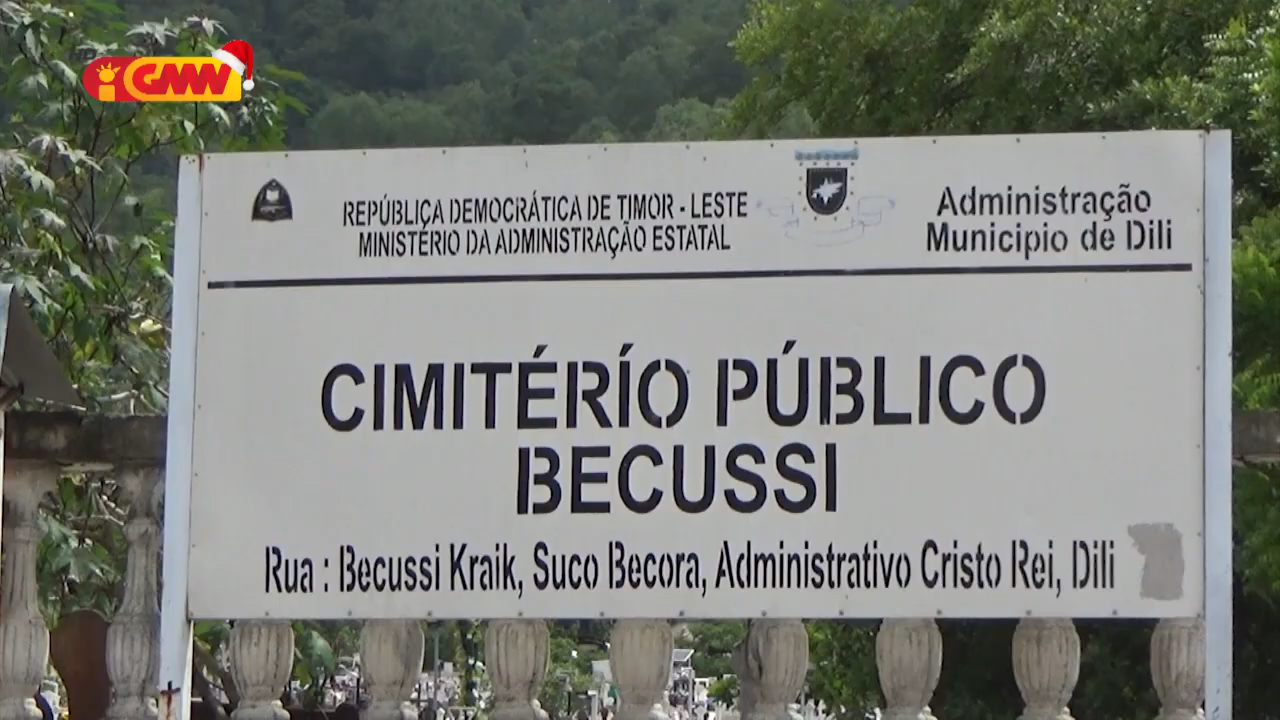 GMN
REPÚBLIÇA DEMOCRÁTICA DE TIMOR - LESTE
MINISTÉRIO DA ADMINISTRAÇÃO ESTATAL
Administração
Municipio de Dili
CIMITÉRÍO PÚBLICO
BECUSSI
Rua : Becussi Kraik, Suco Becora, Administrativo Cristo Rei, Dili